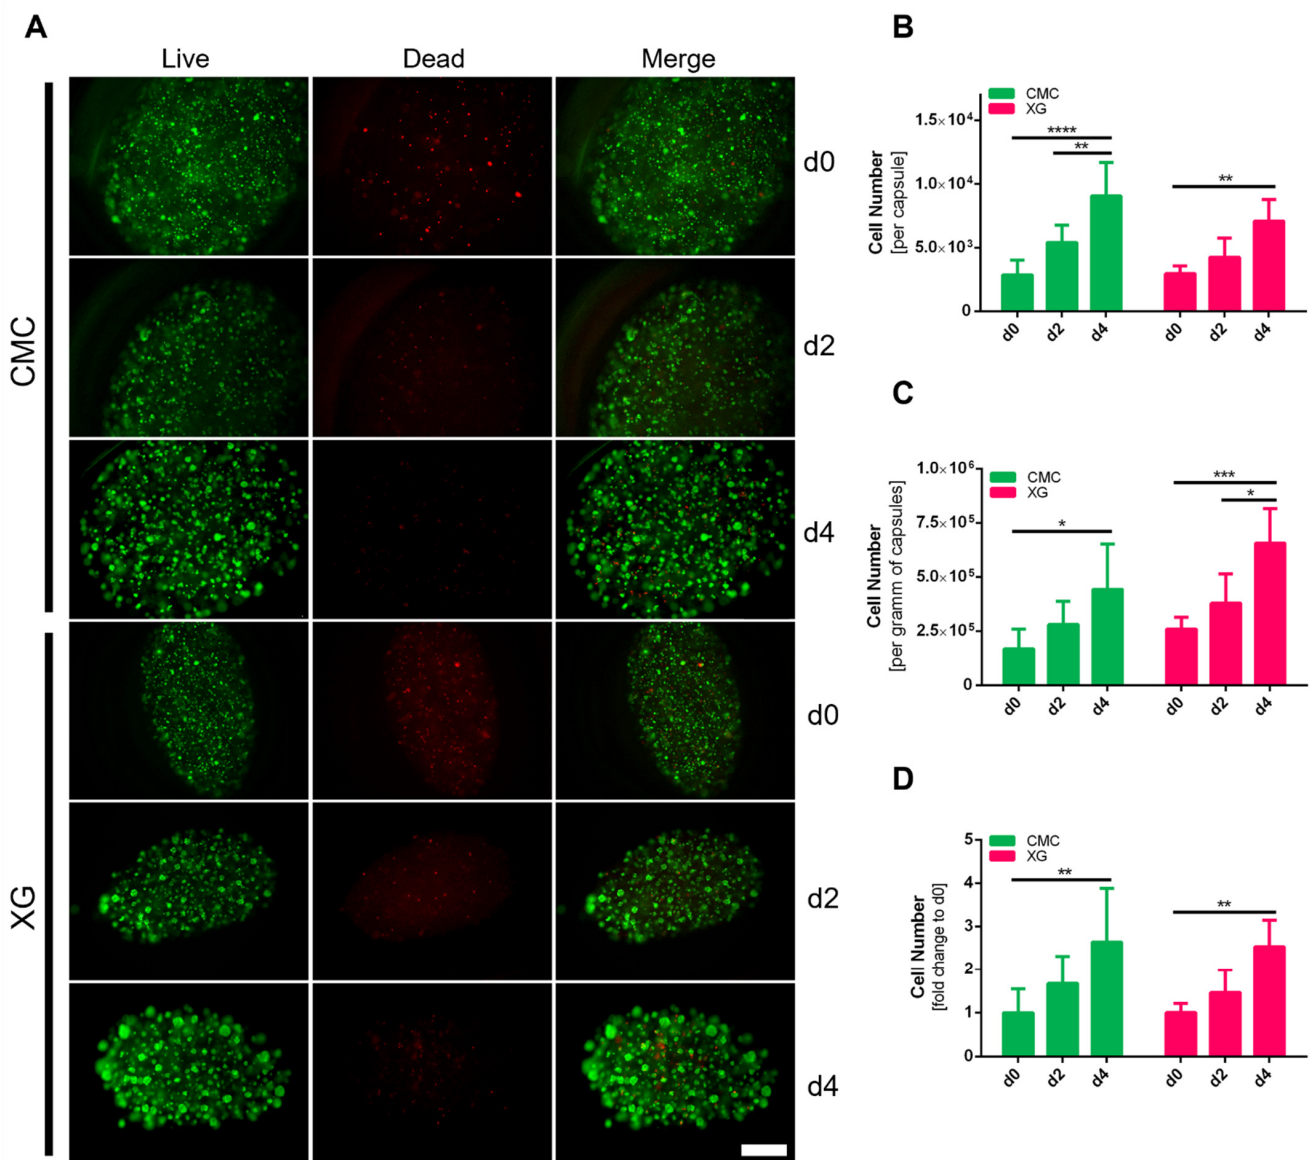 A
Live Dead Merge
CMC
d0
d2
d4
XG
d0
d2
d4
B
CMC
XG
Cell Number
[per capsule]
1.5×10⁴
1.0×10⁴
5.0×10³
0
****
**
**
d0 d2 d4 d0 d2 d4
C
CMC
XG
Cell Number
[per gramm of capsules]
1.0×10⁶
7.5×10⁵
5.0×10⁵
2.5×10⁵
0
*
***
*
d0 d2 d4 d0 d2 d4
D
CMC
XG
Cell Number
[fold change to d0]
5
4
3
2
1
0
**
**
d0 d2 d4 d0 d2 d4